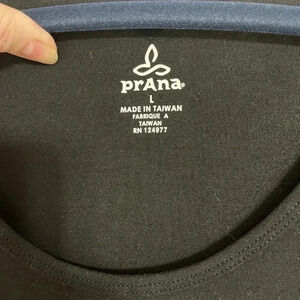 prAna
L
MADE IN TAIWAN
FABRIQUE A
TAIWAN
RN 124977